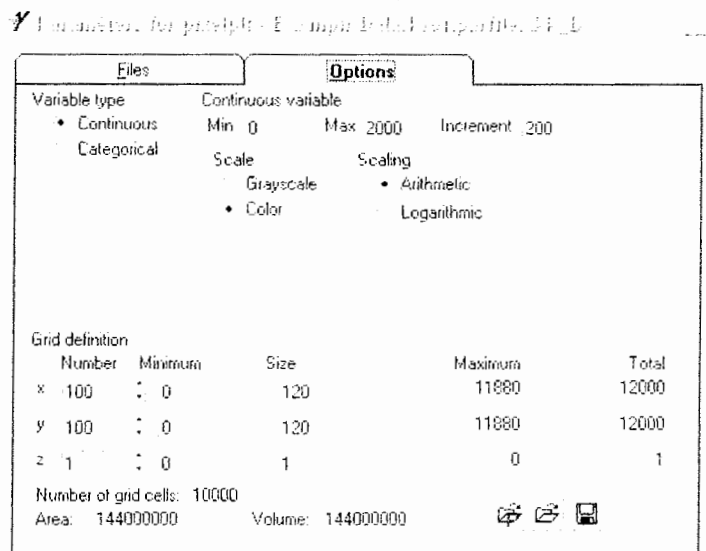 Files Options
Variable type Continuous variable
Continuous Min 0 Max 2000 Increment 200
Categorical
Scale Scaling
Grayscale Arithmetic
Color Logarithmic
Grid definition
Number Minimum Size Maximum Total
x 100 0 120 11880 12000
y 100 0 120 11880 12000
z 1 0 1 0 1
Number of grid cells: 10000
Area: 144000000 Volume: 144000000